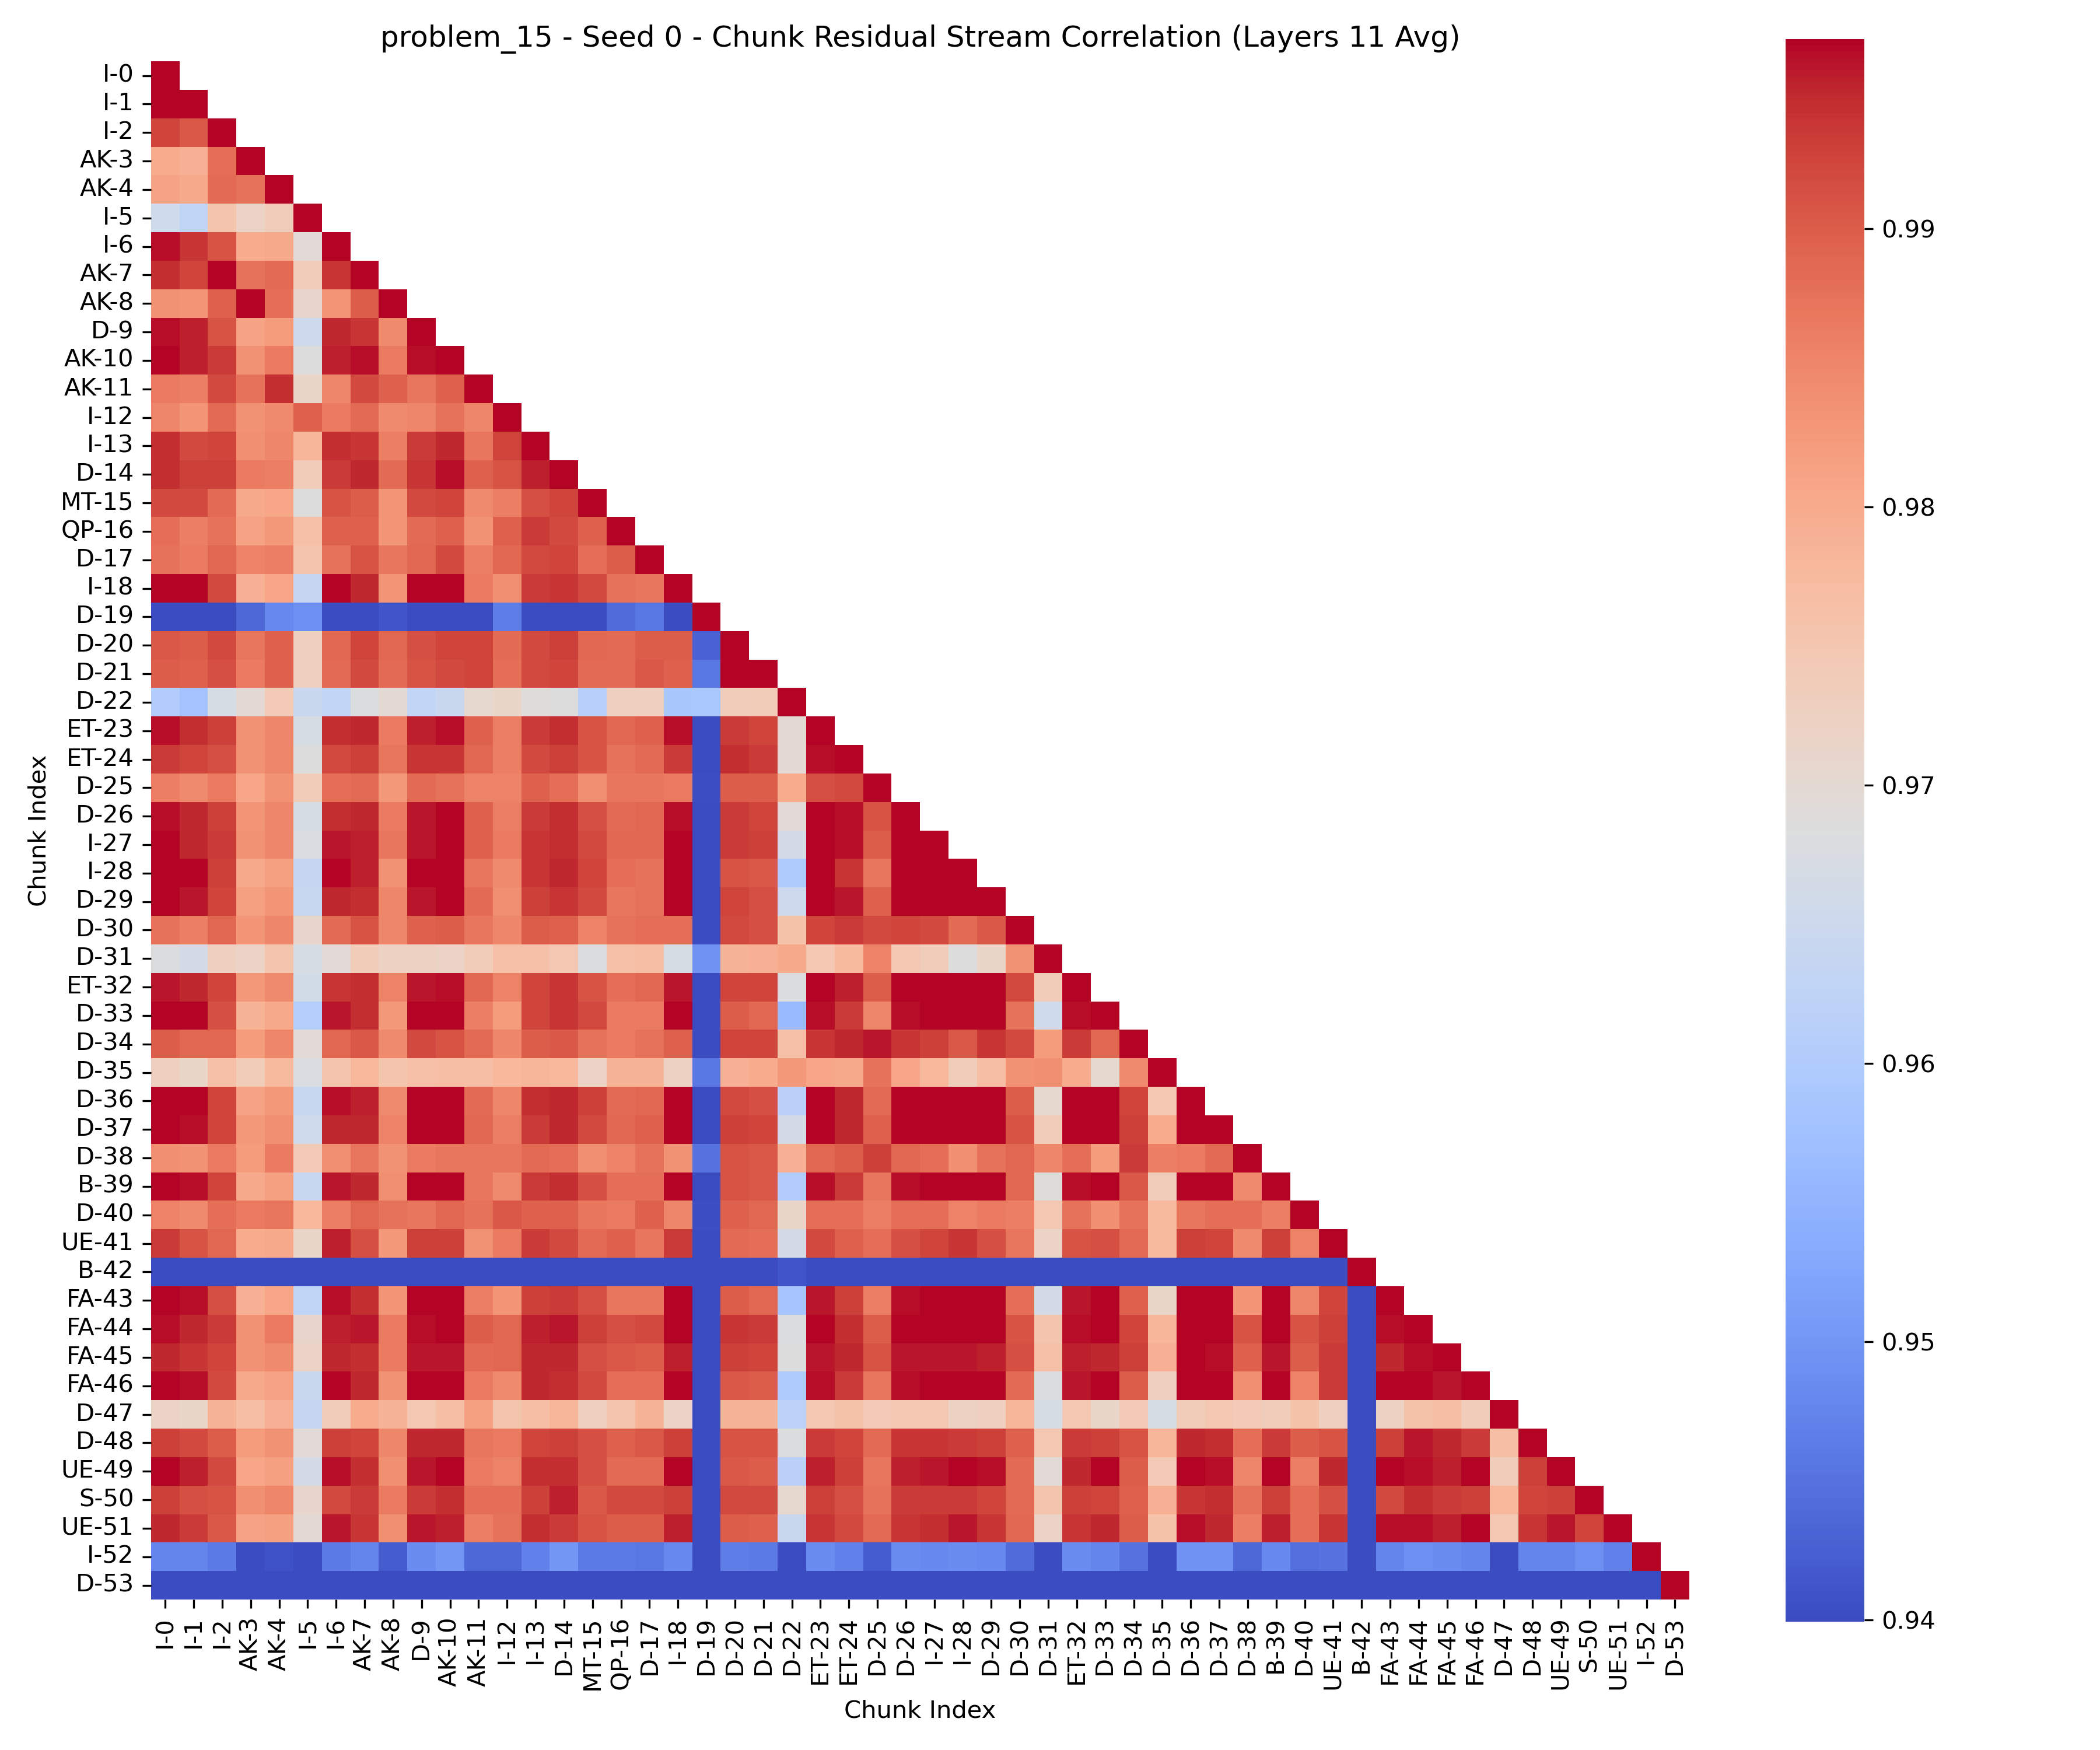 problem_15 - Seed 0 - Chunk Residual Stream Correlation (Layers 11 Avg)
I-0
I-1
I-2
AK-3
AK-4
I-5
I-6
AK-7
AK-8
D-9
AK-10
AK-11
I-12
I-13
D-14
MT-15
QP-16
D-17
I-18
D-19
D-20
D-21
D-22
ET-23
ET-24
D-25
D-26
I-27
I-28
D-29
D-30
D-31
ET-32
D-33
D-34
D-35
D-36
D-37
D-38
B-39
D-40
UE-41
B-42
FA-43
FA-44
FA-45
FA-46
D-47
D-48
UE-49
S-50
UE-51
I-52
D-53
Chunk Index
I-0 I-1 I-2 AK-3 AK-4 I-5 I-6 AK-7 AK-8 D-9 AK-10 AK-11 I-12 I-13 D-14 MT-15 QP-16 D-17 I-18 D-19 D-20 D-21 D-22 ET-23 ET-24 D-25 D-26 I-27 I-28 D-29 D-30 D-31 ET-32 D-33 D-34 D-35 D-36 D-37 D-38 B-39 D-40 UE-41 B-42 FA-43 FA-44 FA-45 FA-46 D-47 D-48 UE-49 S-50 UE-51 I-52 D-53
Chunk Index
0.99
0.98
0.97
0.96
0.95
0.94